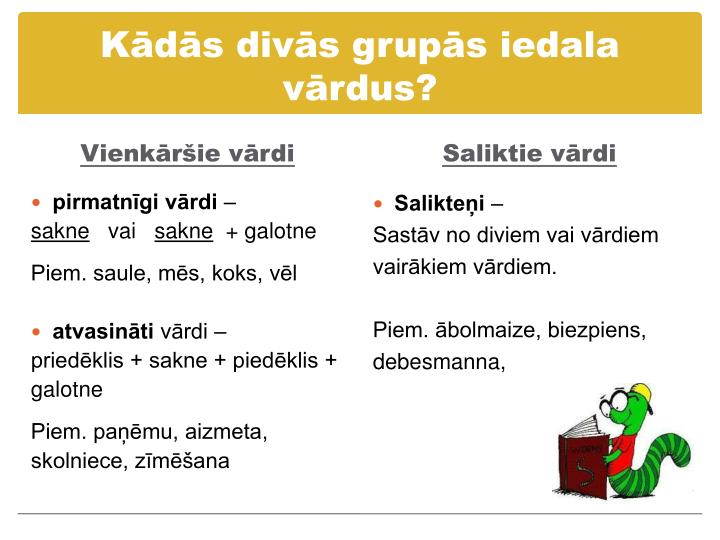 Kādās divās grupās iedala
vārdus?
Vienkāršie vārdi
• pirmatnīgi vārdi –
sakne vai sakne + galotne
Piem. saule, mēs, koks, vēl
• atvasināti vārdi –
priedēklis + sakne + piedēklis +
galotne
Piem. paņēmu, aizmeta,
skolniece, zīmēšana
Saliktie vārdi
• Salikteņi –
Sastāv no diviem vai vārdiem
vairākiem vārdiem.
Piem. ābolmaize, biezpiens,
debesmanna,